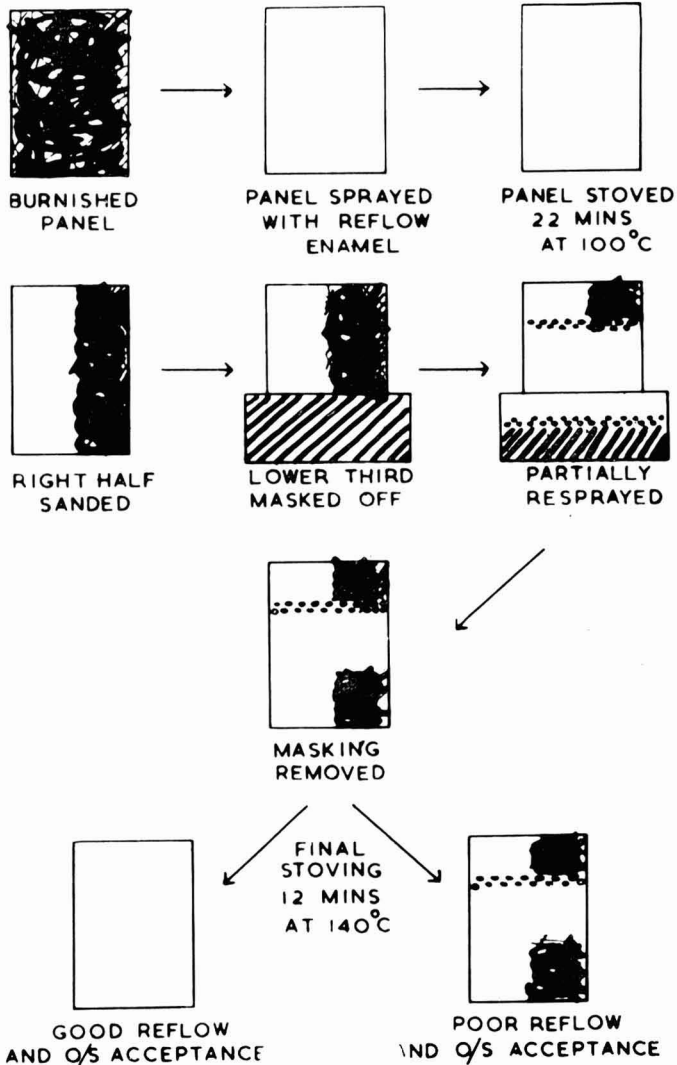 BURNISHED
PANEL
PANEL SPRAYED
WITH REFLOW
ENAMEL
PANEL STOVED
22 MINS
AT 100°C
RIGHT HALF
SANDED
LOWER THIRD
MASKED OFF
PARTIALLY
RESPRAYED
MASKING
REMOVED
FINAL
STOVING
12 MINS
AT 140°C
GOOD REFLOW
AND O/S ACCEPTANCE
POOR REFLOW
AND O/S ACCEPTANCE